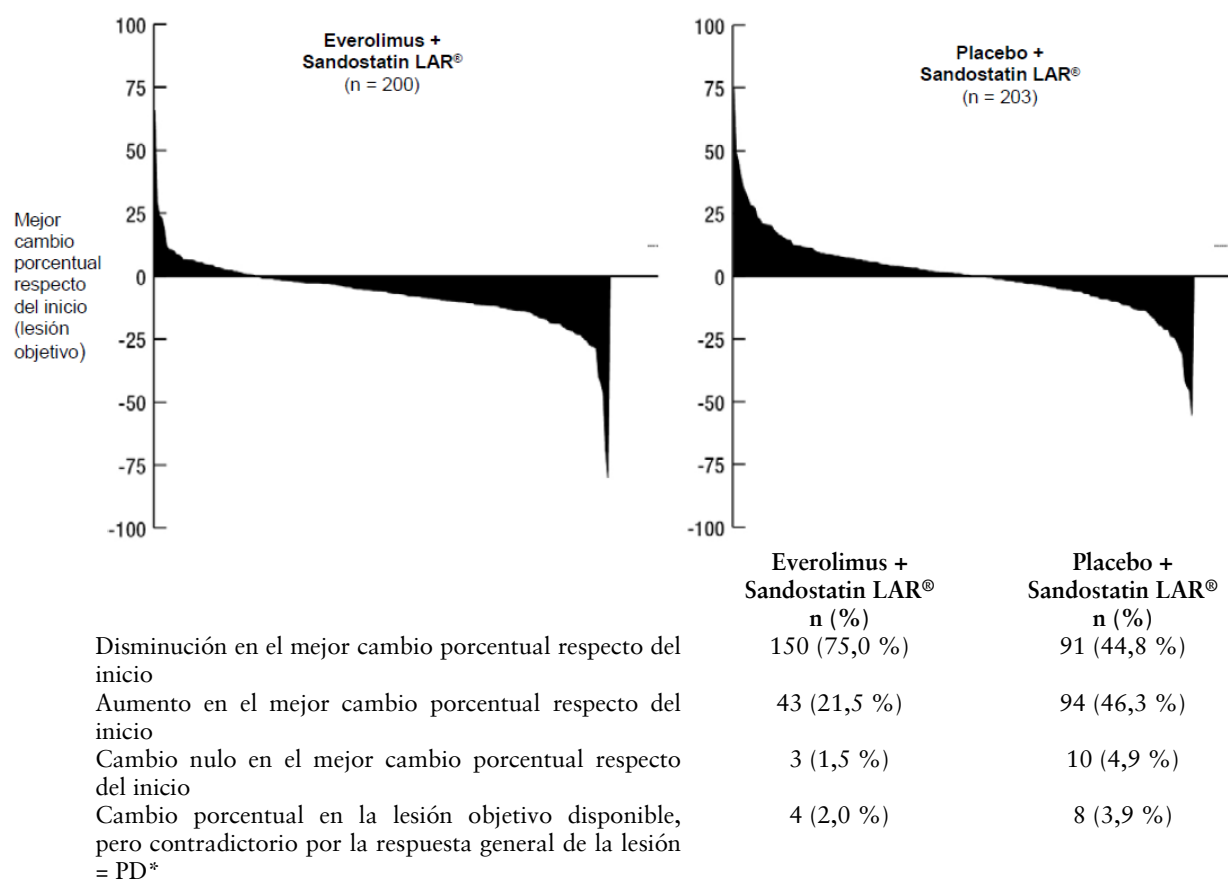 Everolimus +
Sandostatin LAR®
(n = 200)
Placebo +
Sandostatin LAR®
(n = 203)
Mejor
cambio
porcentual
respecto
del inicio
(lesión
objetivo)
100
75
50
25
0
-25
-50
-75
-100
100
75
50
25
0
-25
-50
-75
-100
Everolimus +
Sandostatin LAR®
n (%)
Placebo +
Sandostatin LAR®
n (%)
Disminución en el mejor cambio porcentual respecto del
inicio
150 (75,0 %)
91 (44,8 %)
Aumento en el mejor cambio porcentual respecto del
inicio
43 (21,5 %)
94 (46,3 %)
Cambio nulo en el mejor cambio porcentual respecto
del inicio
3 (1,5 %)
10 (4,9 %)
Cambio porcentual en la lesión objetivo disponible,
pero contradictorio por la respuesta general de la lesión
= PD*
4 (2,0 %)
8 (3,9 %)